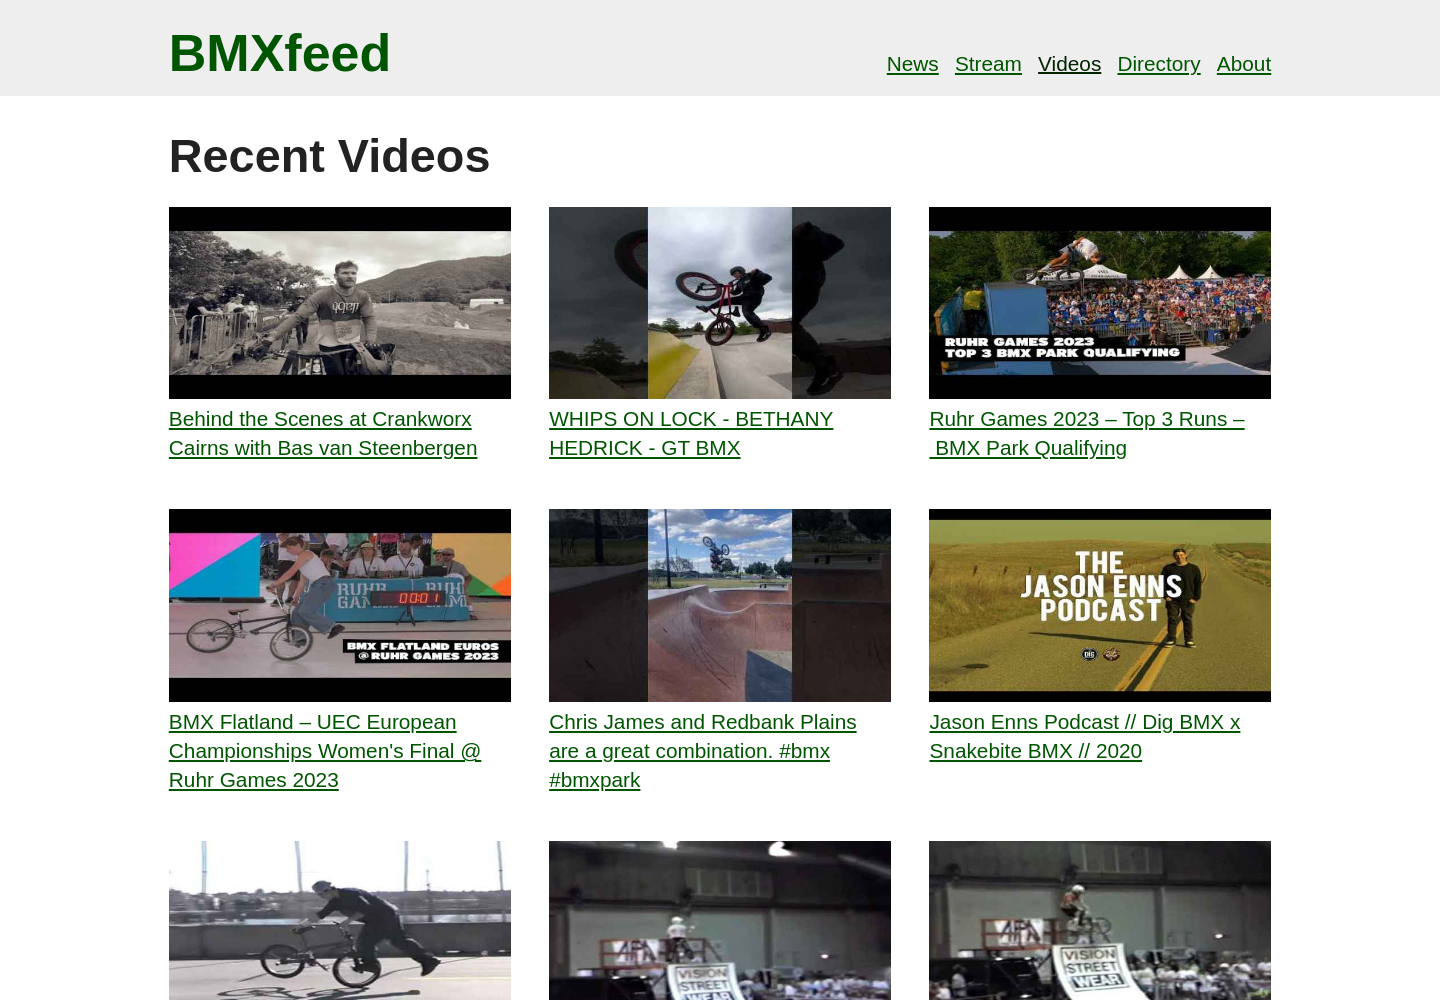 BMXfeed
News Stream Videos Directory About
Recent Videos
RUHR GAMES 2023
TOP 3 BMX PARK QUALIFYING
Behind the Scenes at Crankworx
Cairns with Bas van Steenbergen
WHIPS ON LOCK - BETHANY
HEDRICK - GT BMX
Ruhr Games 2023 – Top 3 Runs –
BMX Park Qualifying
00:01
BMX FLATLAND EUROS
@ RUHR GAMES 2023
THE
JASON ENNS
PODCAST
DIG
BMX Flatland – UEC European
Championships Women's Final @
Ruhr Games 2023
Chris James and Redbank Plains
are a great combination. #bmx
#bmxpark
Jason Enns Podcast // Dig BMX x
Snakebite BMX // 2020
AFA
VISION
STREET
WEAR
AFA
VISION
STREET
WEAR